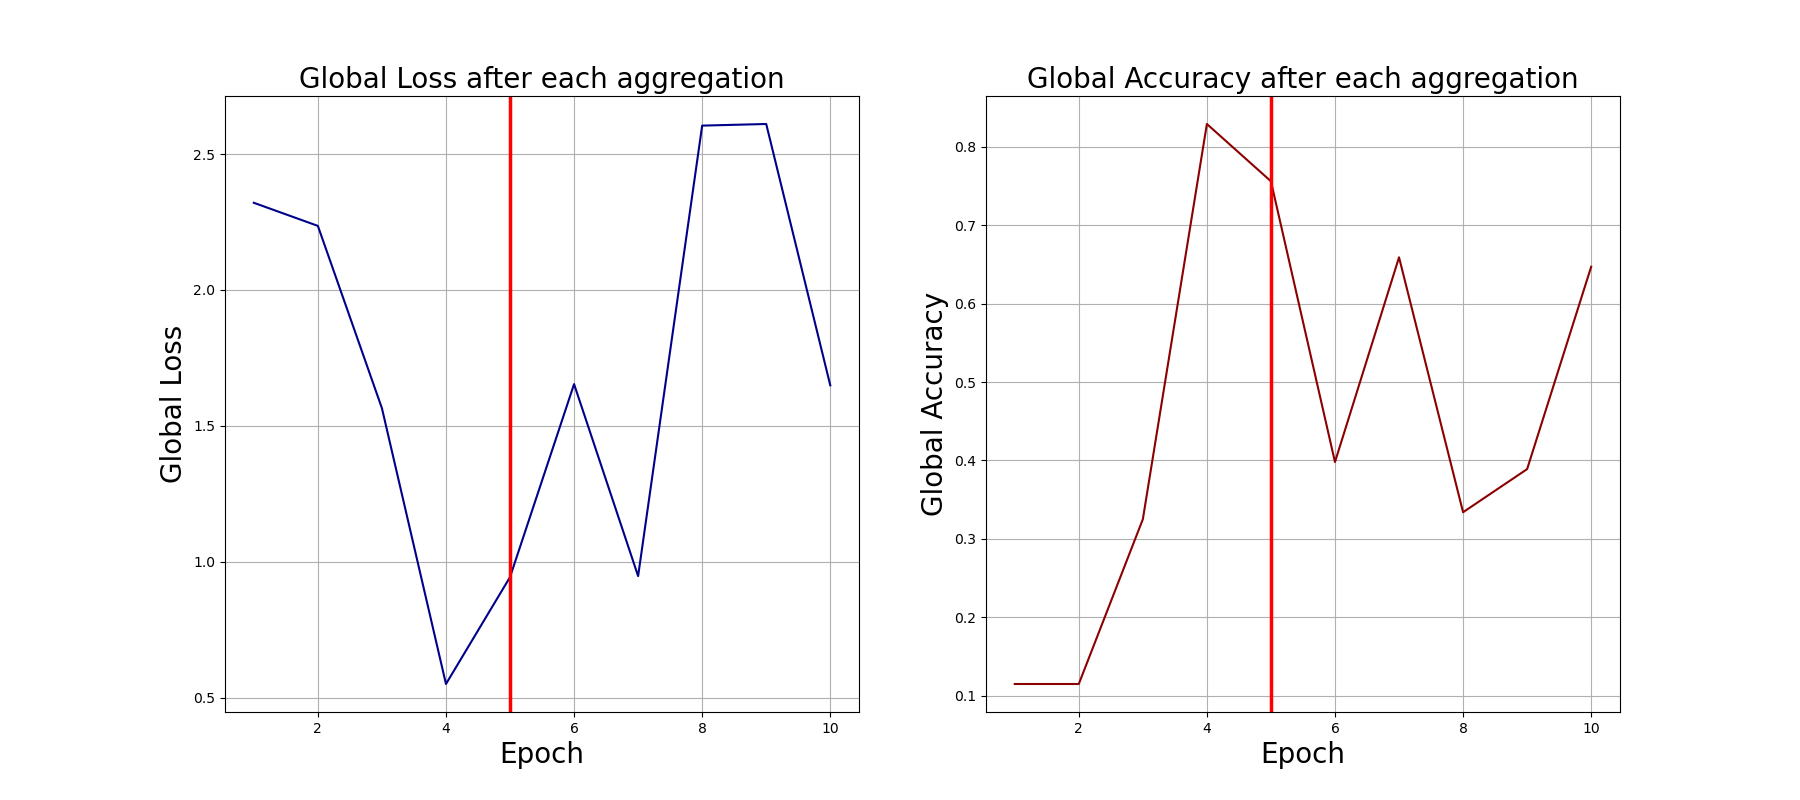 Global Loss after each aggregation
Global Loss
2.5
2.0
1.5
1.0
0.5
2 4 6 8 10
Epoch
Global Accuracy after each aggregation
Global Accuracy
0.8
0.7
0.6
0.5
0.4
0.3
0.2
0.1
2 4 6 8 10
Epoch